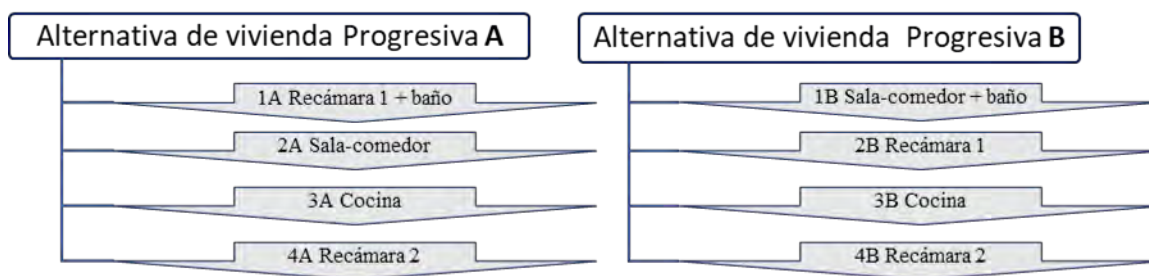 Alternativa de vivienda Progresiva A
1A Recámara 1 + baño
2A Sala-comedor
3A Cocina
4A Recámara 2
Alternativa de vivienda Progresiva B
1B Sala-comedor + baño
2B Recámara 1
3B Cocina
4B Recámara 2